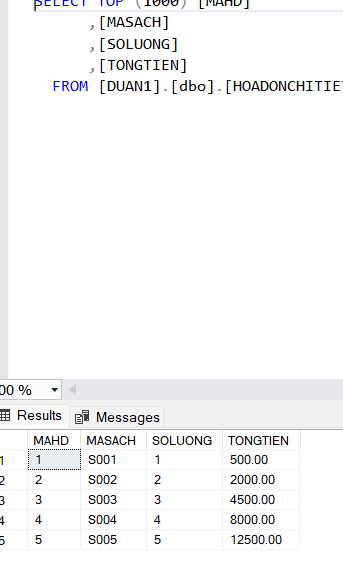 SELECT TOP (1000) [MAHD]
,[MASACH]
,[SOLUONG]
,[TONGTIEN]
FROM [DUAN1].[dbo].[HOADONCHITIET
00 %
Results Messages
MAHD MASACH SOLUONG TONGTIEN
1 1 S001 1 500.00
2 2 S002 2 2000.00
3 3 S003 3 4500.00
4 4 S004 4 8000.00
5 5 S005 5 12500.00